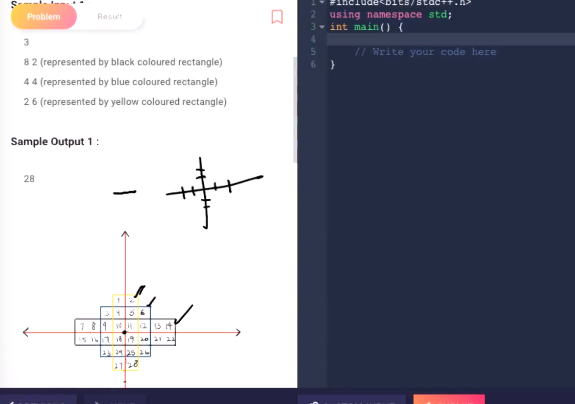 Sample Input 1
Problem Result
3
8 2 (represented by black coloured rectangle)
4 4 (represented by blue coloured rectangle)
2 6 (represented by yellow coloured rectangle)
Sample Output 1 :
28
1 2
3 4 5 6
7 8 9 10 11 12 13 14
15 16 17 18 19 20 21 22
23 24 25 26
27 28
1 #include<bits/stdc++.h>
2 using namespace std;
3 int main() {
4
5 // Write your code here
6 }